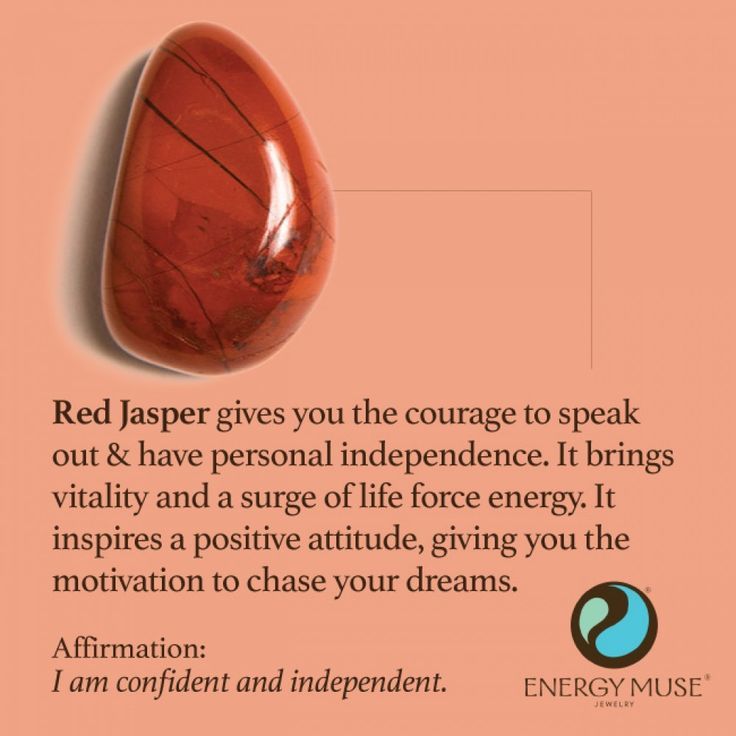 Red Jasper gives you the courage to speak
out & have personal independence. It brings
vitality and a surge of life force energy. It
inspires a positive attitude, giving you the
motivation to chase your dreams.
Affirmation:
I am confident and independent.
®
ENERGY MUSE®
JEWELRY